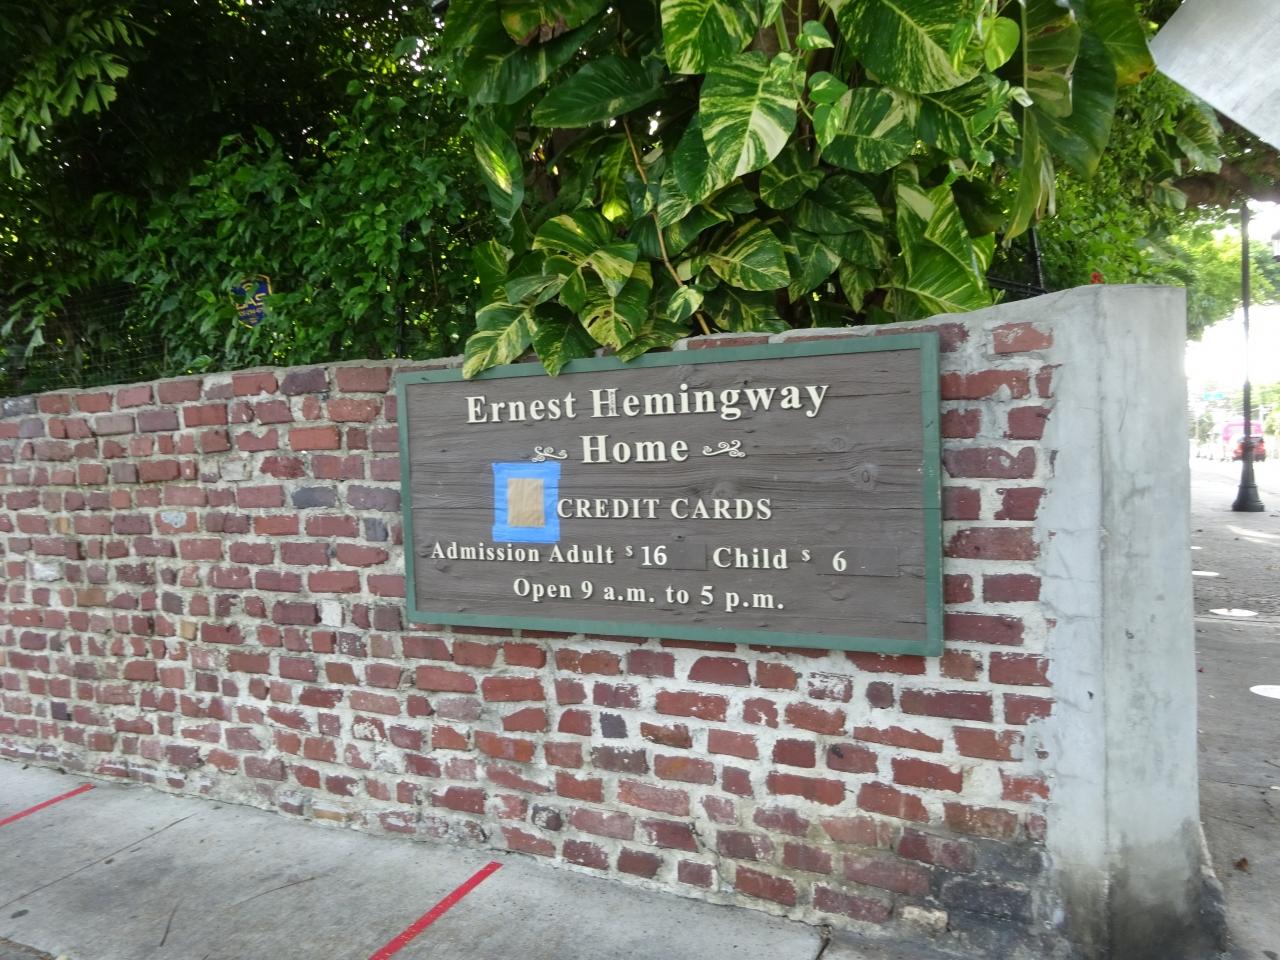 Ernest Hemingway
Home
CREDIT CARDS
Admission Adult $ 16 Child $ 6
Open 9 a.m. to 5 p.m.